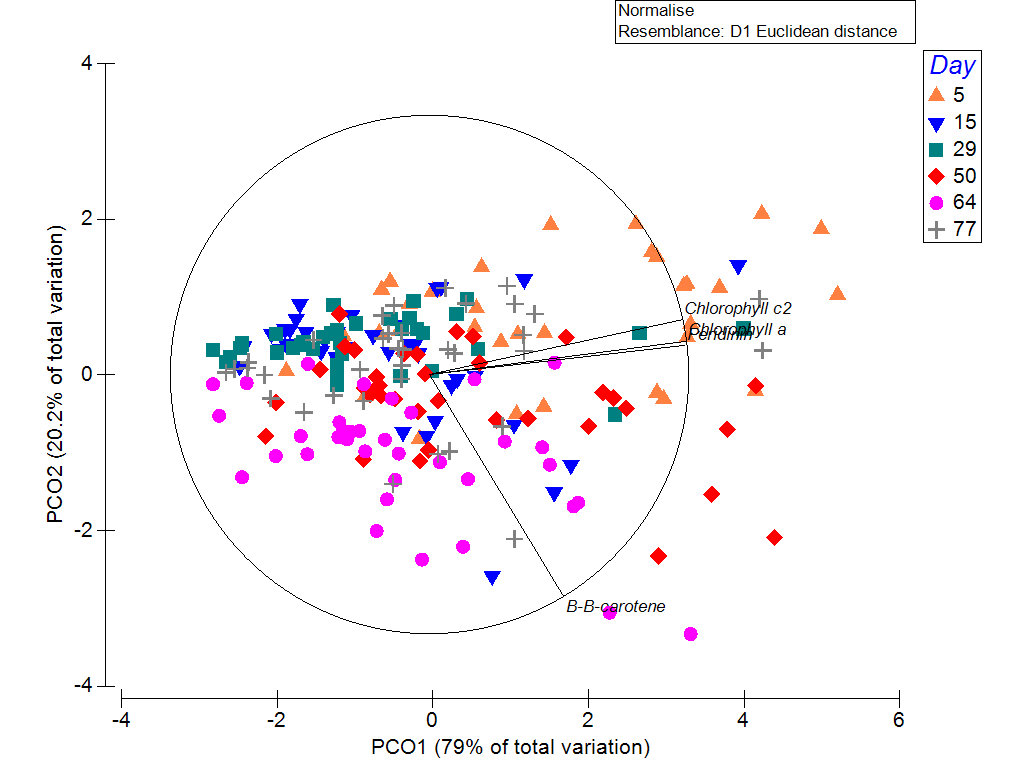 Normalise
Resemblance: D1 Euclidean distance
Day
5
15
29
50
64
77
4
2
0
-2
-4
PCO2 (20.2% of total variation)
Chlorophyll c2
Chlorophyll a
Peridinin
B-B-carotene
-4
-2
0
2
4
6
PCO1 (79% of total variation)